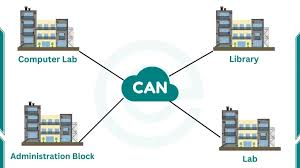 Computer Lab
Library
CAN
Administration Block
Lab